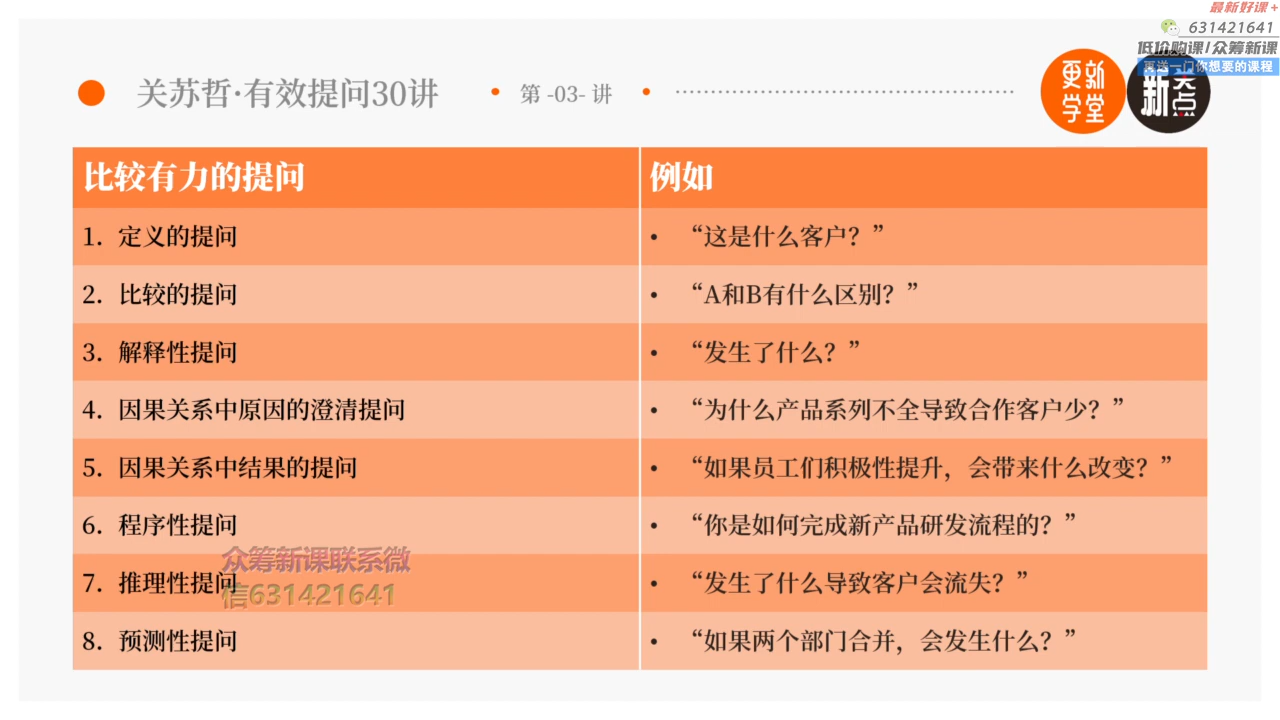 最新好课+
631421641
低价购课/众筹新课
再送一门你想要的课程
关苏哲·有效提问30讲 • 第 -03- 讲 •
更新
学堂
新关点
比较有力的提问 例如
1. 定义的提问 • “这是什么客户？”
2. 比较的提问 • “A和B有什么区别？”
3. 解释性提问 • “发生了什么？”
4. 因果关系中原因的澄清提问 • “为什么产品系列不全导致合作客户少？”
5. 因果关系中结果的提问 • “如果员工们积极性提升，会带来什么改变？”
6. 程序性提问 • “你是如何完成新产品研发流程的？”
众筹新课联系微
7. 推理性提问 • “发生了什么导致客户会流失？”
信631421641
8. 预测性提问 • “如果两个部门合并，会发生什么？”